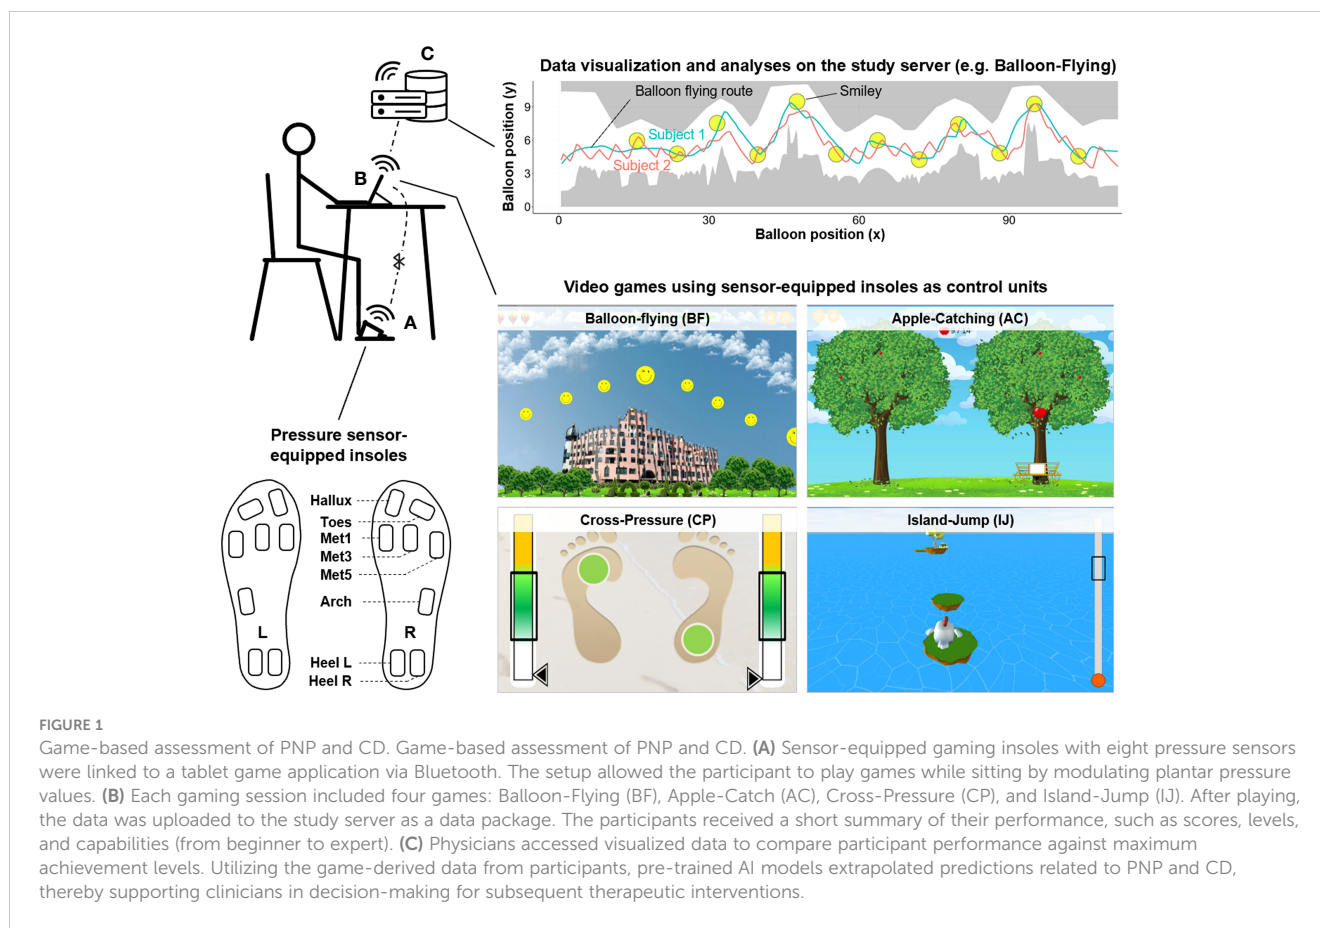 C
Data visualization and analyses on the study server (e.g. Balloon-Flying)
Balloon position (y)
9
6
3
0
Balloon flying route
Smiley
Subject 1
Subject 2
0
30
60
90
Balloon position (x)
B
A
Video games using sensor-equipped insoles as control units
Balloon-flying (BF)
Apple-Catching (AC)
Cross-Pressure (CP)
Island-Jump (IJ)
Pressure sensor-
equipped insoles
Hallux
Toes
Met1
Met3
Met5
Arch
L
R
Heel L
Heel R
FIGURE 1
Game-based assessment of PNP and CD. Game-based assessment of PNP and CD. (A) Sensor-equipped gaming insoles with eight pressure sensors
were linked to a tablet game application via Bluetooth. The setup allowed the participant to play games while sitting by modulating plantar pressure
values. (B) Each gaming session included four games: Balloon-Flying (BF), Apple-Catch (AC), Cross-Pressure (CP), and Island-Jump (IJ). After playing,
the data was uploaded to the study server as a data package. The participants received a short summary of their performance, such as scores, levels,
and capabilities (from beginner to expert). (C) Physicians accessed visualized data to compare participant performance against maximum
achievement levels. Utilizing the game-derived data from participants, pre-trained AI models extrapolated predictions related to PNP and CD,
thereby supporting clinicians in decision-making for subsequent therapeutic interventions.